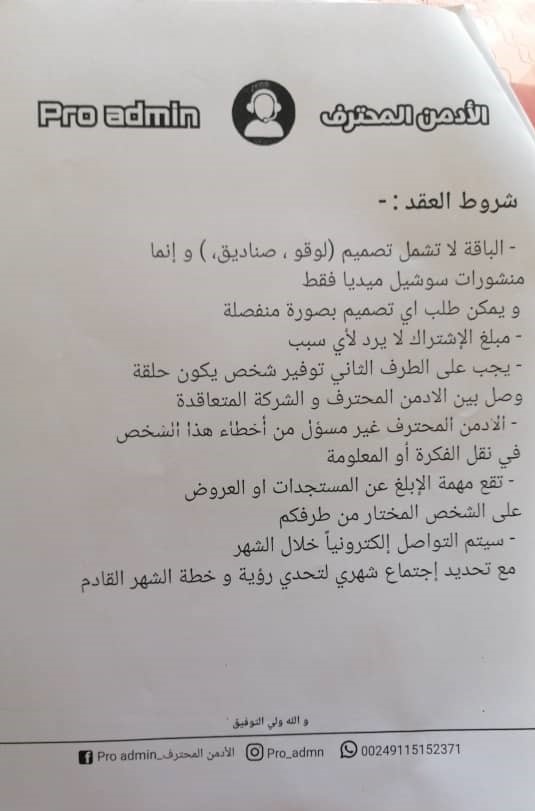 Pro admin الأدمن المحترف
شروط العقد : -
- الباقة لا تشمل تصميم (لوقو ، صناديق، ) و إنما
منشورات سوشيل ميديا فقط
و يمكن طلب اي تصميم بصورة منفصلة
- مبلغ الإشتراك لا يرد لأي سبب
- يجب على الطرف الثاني توفير شخص يكون حلقة
وصل بين الادمن المحترف و الشركة المتعاقدة
- الادمن المحترف غير مسؤل من أخطاء هذا الشخص
في نقل الفكرة أو المعلومة
- تقع مهمة الإبلغ عن المستجدات او العروض
على الشخص المختار من طرفكم
- سيتم التواصل إلكترونياً خلال الشهر
مع تحديد إجتماع شهري لتحدي رؤية و خطة الشهر القادم
و الله ولي التوفيق
Pro admin_الأدمن المحترف Pro_admn 00249115152371